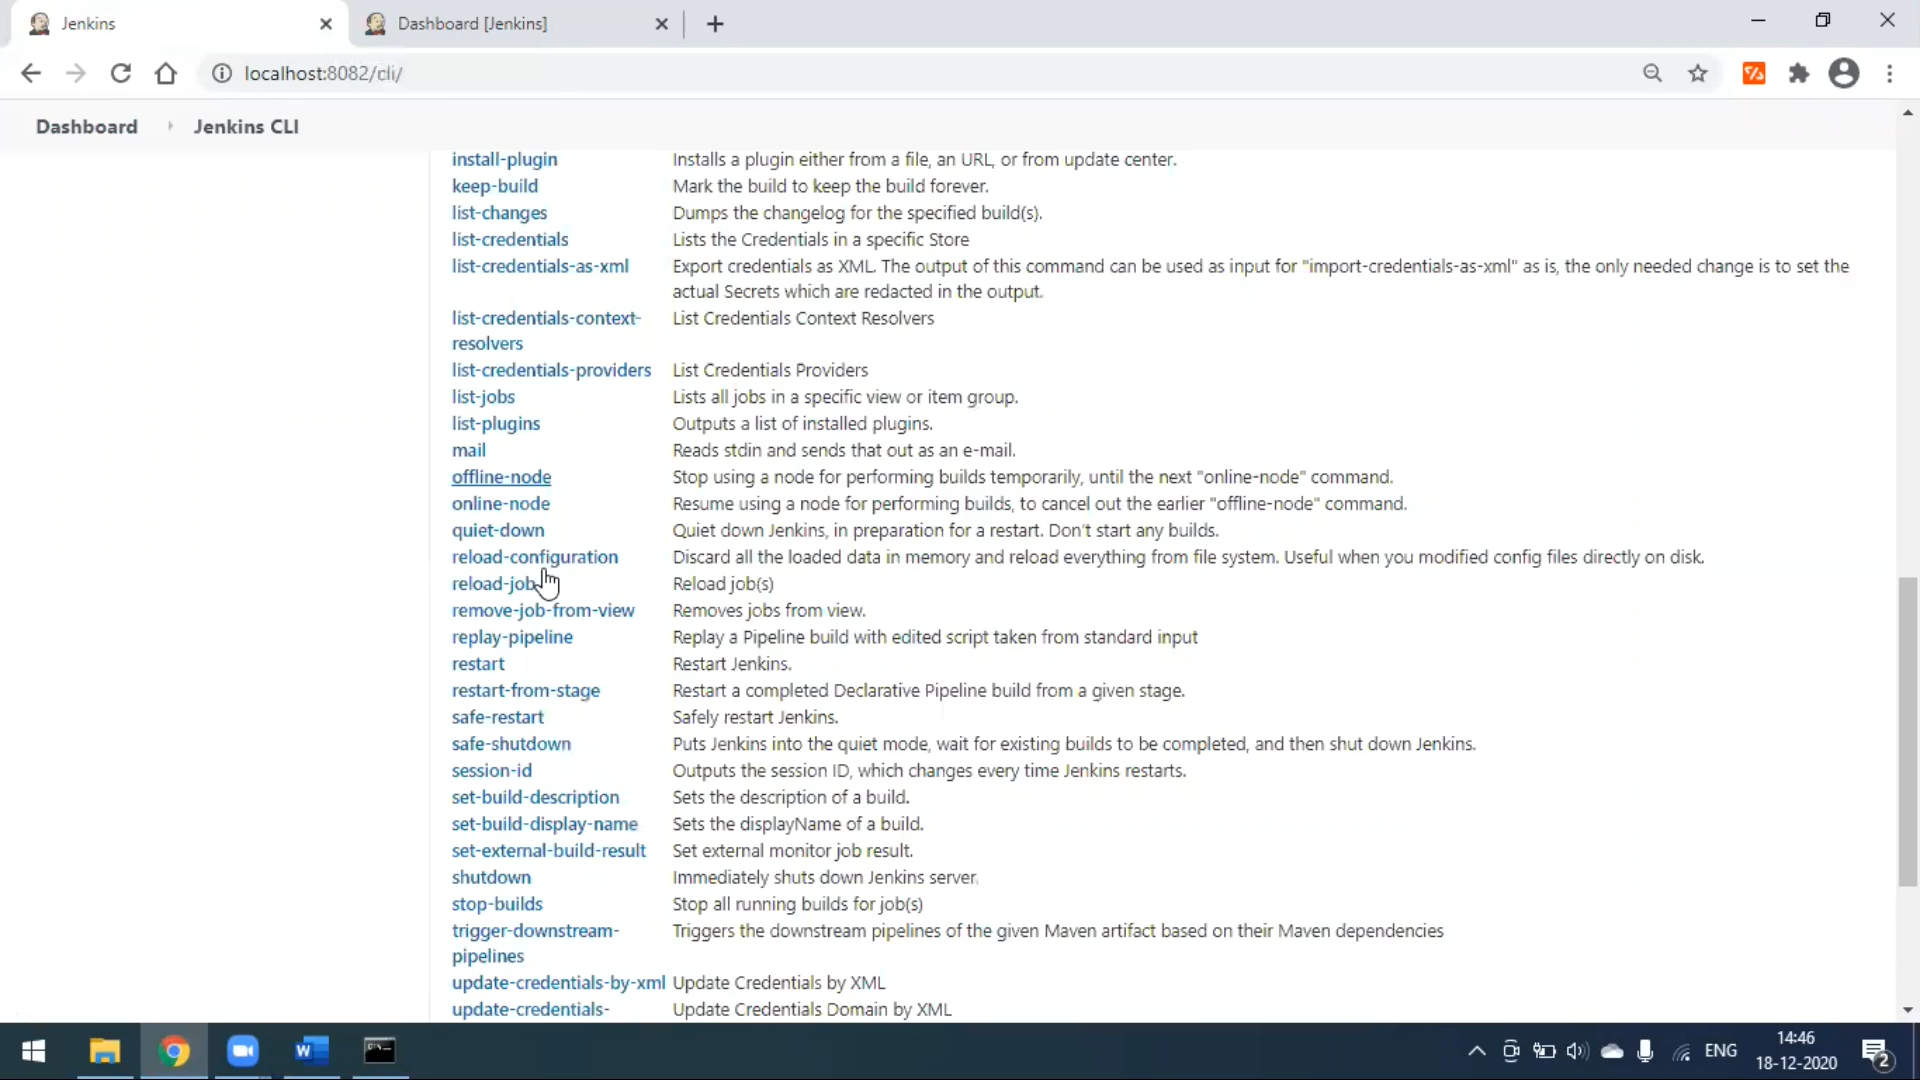 Jenkins
Dashboard [Jenkins]
localhost:8082/cli/
Dashboard Jenkins CLI
install-plugin Installs a plugin either from a file, an URL, or from update center.
keep-build Mark the build to keep the build forever.
list-changes Dumps the changelog for the specified build(s).
list-credentials Lists the Credentials in a specific Store
list-credentials-as-xml Export credentials as XML. The output of this command can be used as input for "import-credentials-as-xml" as is, the only needed change is to set the
actual Secrets which are redacted in the output.
list-credentials-context- List Credentials Context Resolvers
resolvers
list-credentials-providers List Credentials Providers
list-jobs Lists all jobs in a specific view or item group.
list-plugins Outputs a list of installed plugins.
mail Reads stdin and sends that out as an e-mail.
offline-node Stop using a node for performing builds temporarily, until the next "online-node" command.
online-node Resume using a node for performing builds, to cancel out the earlier "offline-node" command.
quiet-down Quiet down Jenkins, in preparation for a restart. Don't start any builds.
reload-configuration Discard all the loaded data in memory and reload everything from file system. Useful when you modified config files directly on disk.
reload-job Reload job(s)
remove-job-from-view Removes jobs from view.
replay-pipeline Replay a Pipeline build with edited script taken from standard input
restart Restart Jenkins.
restart-from-stage Restart a completed Declarative Pipeline build from a given stage.
safe-restart Safely restart Jenkins.
safe-shutdown Puts Jenkins into the quiet mode, wait for existing builds to be completed, and then shut down Jenkins.
session-id Outputs the session ID, which changes every time Jenkins restarts.
set-build-description Sets the description of a build.
set-build-display-name Sets the displayName of a build.
set-external-build-result Set external monitor job result.
shutdown Immediately shuts down Jenkins server.
stop-builds Stop all running builds for job(s)
trigger-downstream- Triggers the downstream pipelines of the given Maven artifact based on their Maven dependencies
pipelines
update-credentials-by-xml Update Credentials by XML
update-credentials- Update Credentials Domain by XML
ENG
14:46
18-12-2020
2